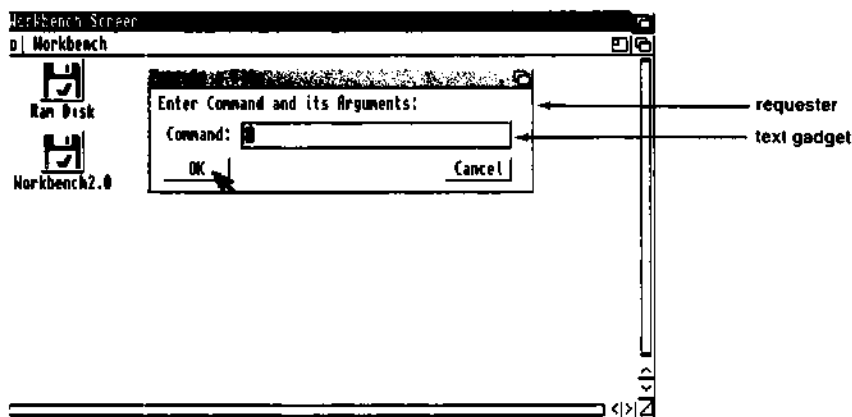 Workbench Screen
Workbench
Ram Disk
Workbench2.0
Enter Command and its Arguments:
Command:
OK
Cancel
requester
text gadget